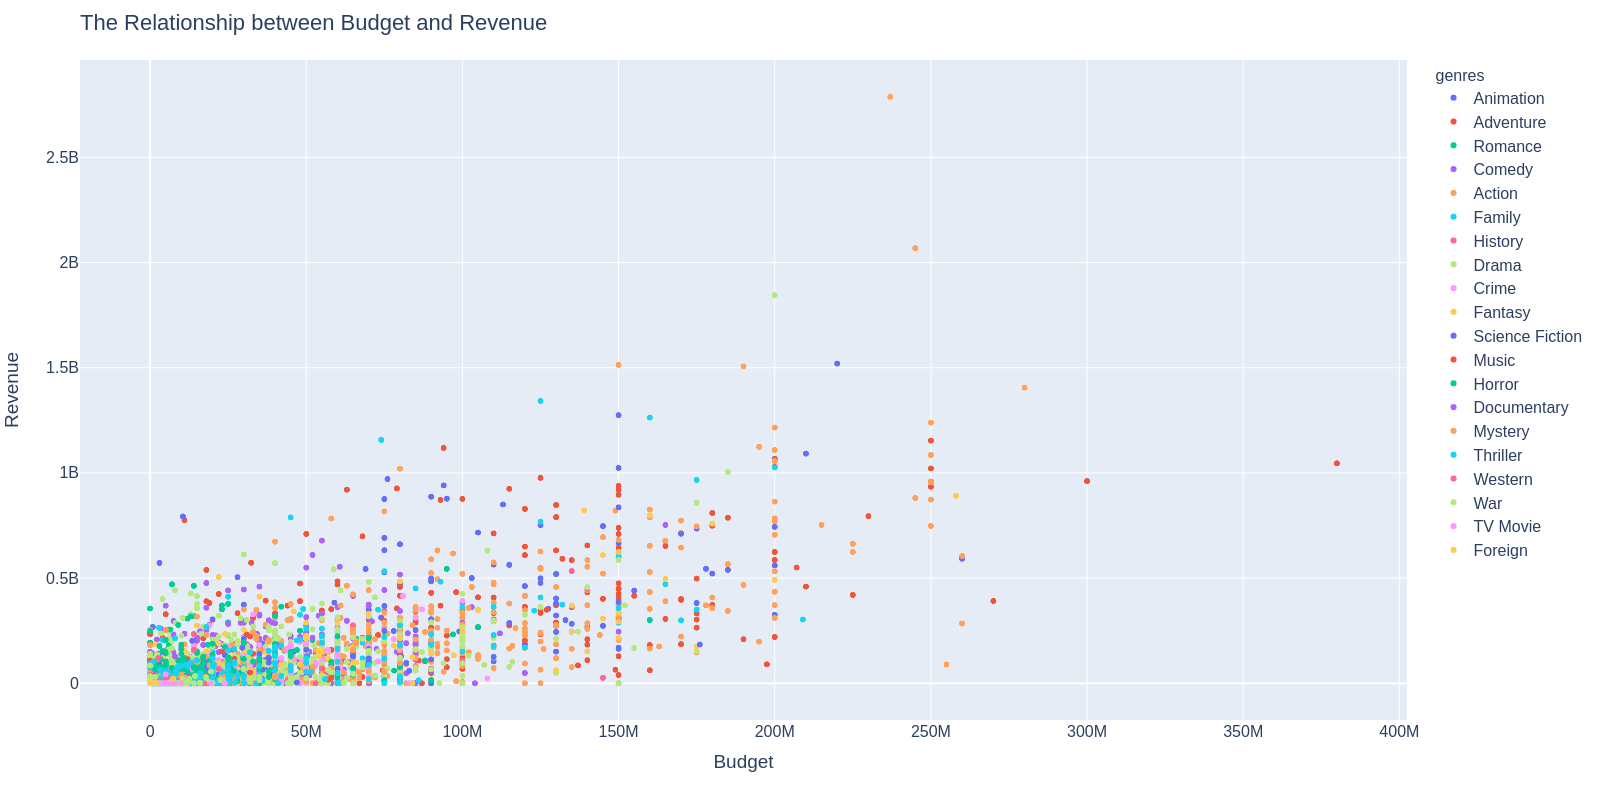 The Relationship between Budget and Revenue
genres
Animation
Adventure
Romance
Comedy
Action
Family
History
Drama
Crime
Fantasy
Science Fiction
Music
Horror
Documentary
Mystery
Thriller
Western
War
TV Movie
Foreign
Revenue
2.5B
2B
1.5B
1B
0.5B
0
0 50M 100M 150M 200M 250M 300M 350M 400M
Budget